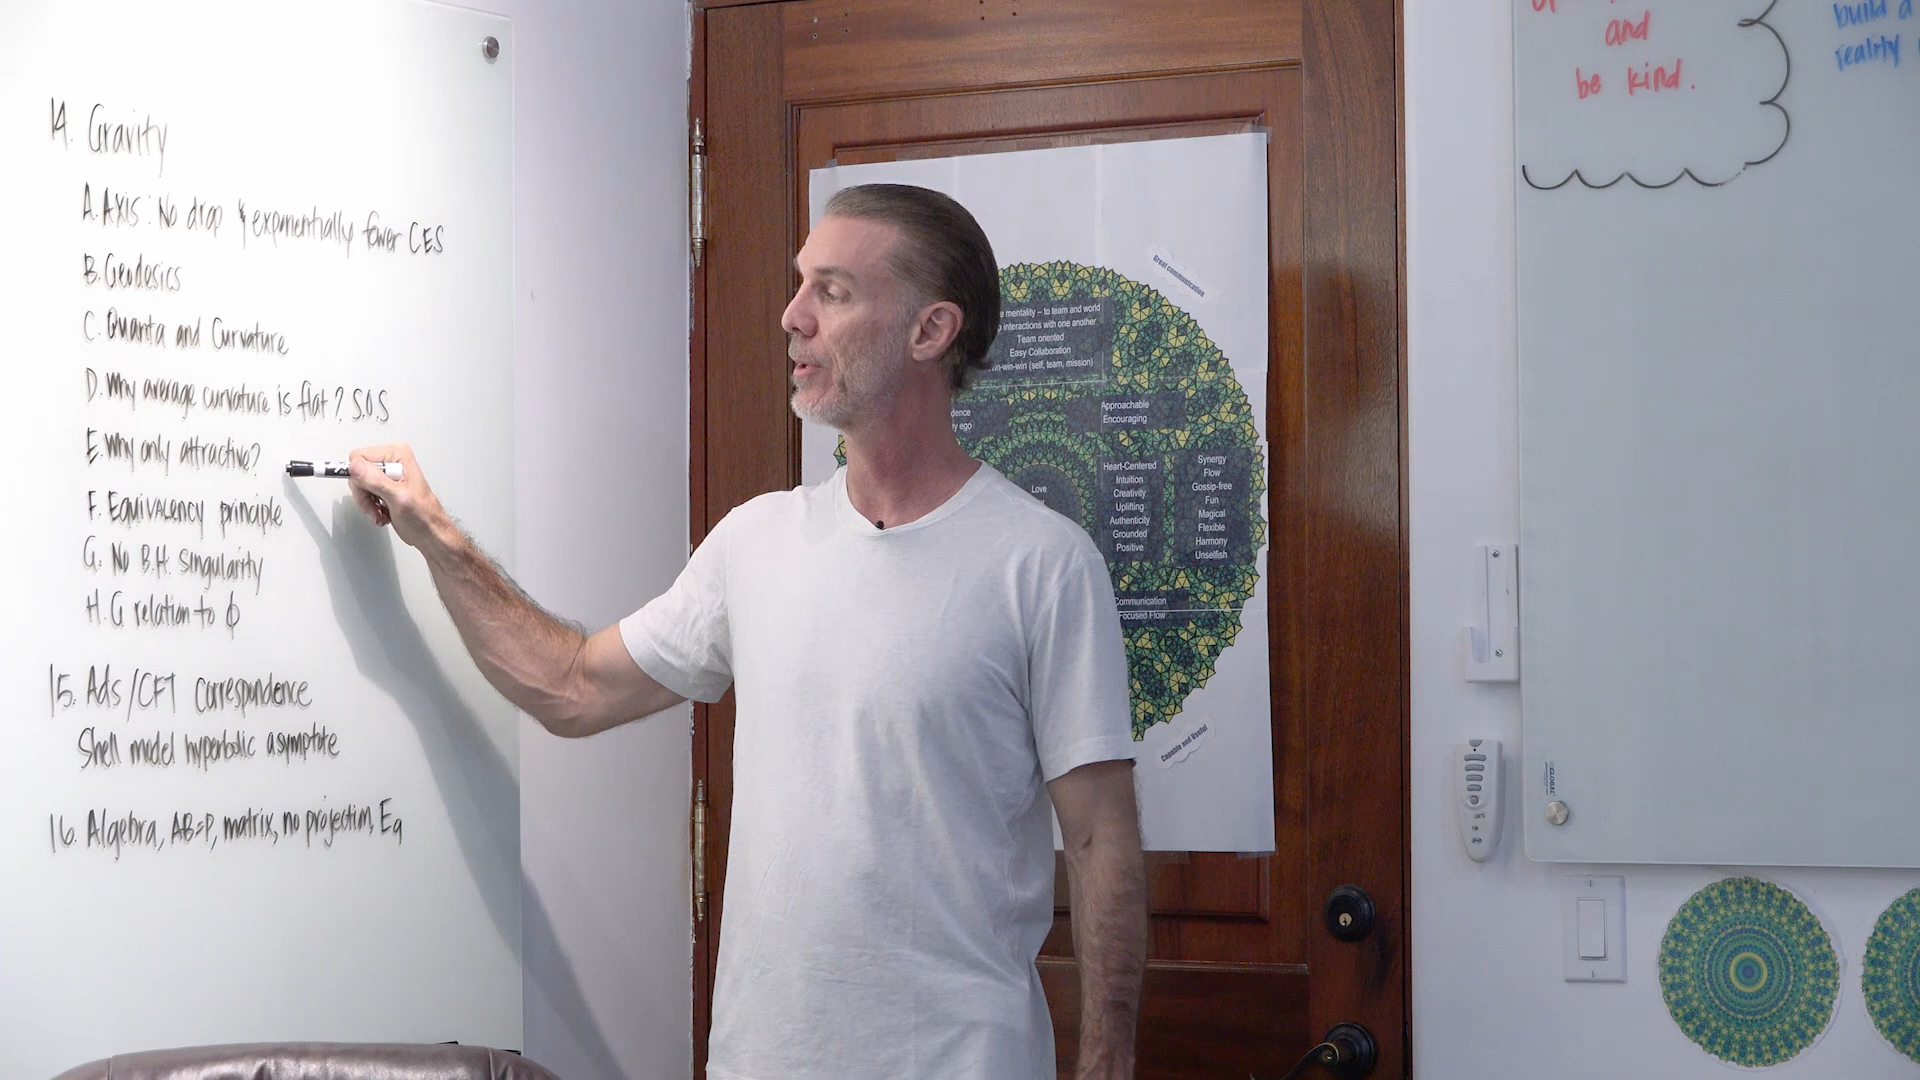 14. Gravity
A. Axis: No drop & exponentially fewer CES
B. Geodesics
C. Quanta and Curvature
D. Why average curvature is flat? S.O.S
E. Why only attractive?
F. Equivalency principle
G. No B.H. singularity
H. G relation to ϕ
15. Ads/CFT correspondence
Shell model hyperbolic asymptote
16. Algebra, AB=P, matrix, no projection, Eq
Great communication
mentality – to team and world
interactions with one another
Team oriented
Easy Collaboration
win-win (self, team, mission)
ego
Approachable
Encouraging
Love
Heart-Centered
Intuition
Creativity
Uplifting
Authenticity
Grounded
Positive
Synergy
Flow
Gossip-free
Fun
Magical
Flexible
Harmony
Unselfish
Communication
Focused Flow
Capable and Useful
and
be kind.
build a
reality
GLOBAL